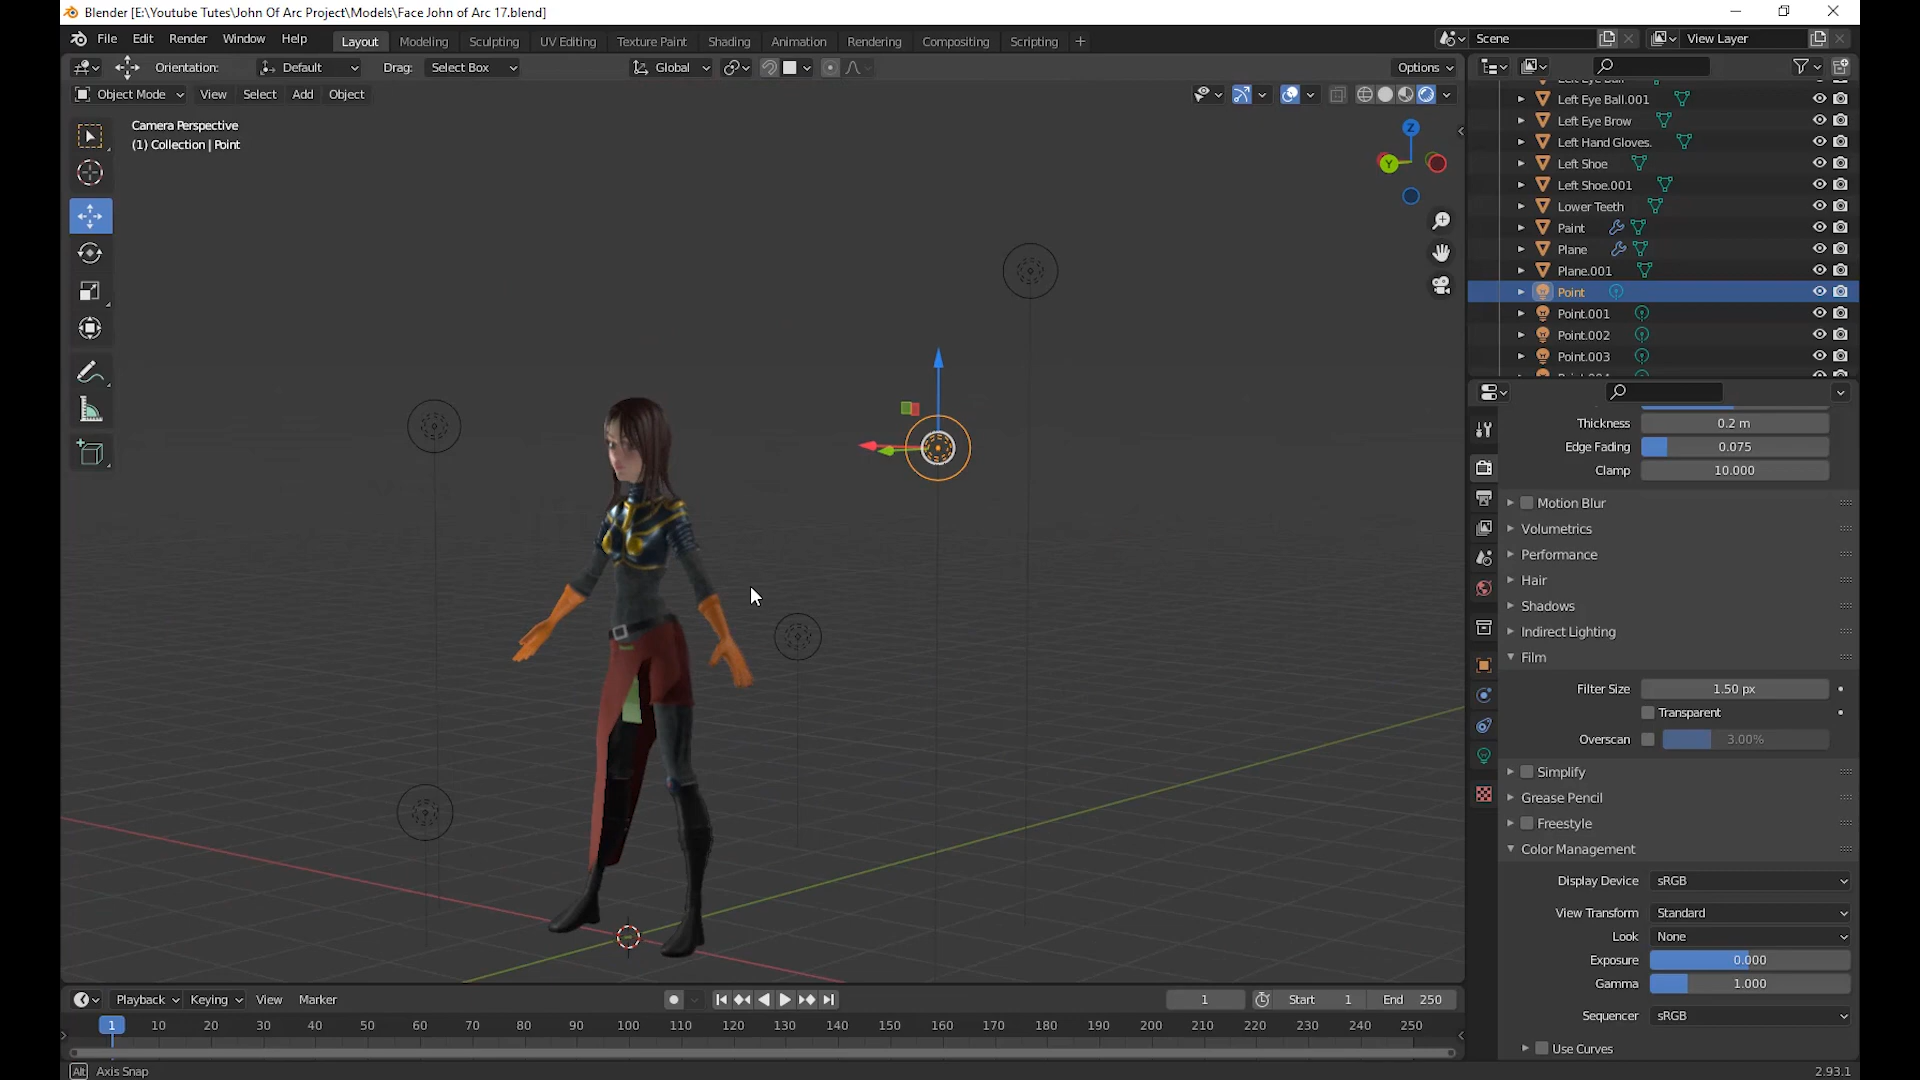 Blender [E:\Youtube Tutes\John Of Arc Project\Models\Face John of Arc 17.blend]
File Edit Render Window Help Layout Modeling Sculpting UV Editing Texture Paint Shading Animation Rendering Compositing Scripting + Scene View Layer
Orientation: Default Drag: Select Box Global Options
Object Mode View Select Add Object
Camera Perspective
(1) Collection | Point
Z
Y
Left Eye Ball
Left Eye Ball.001
Left Eye Brow
Left Hand Gloves.
Left Shoe
Left Shoe.001
Lower Teeth
Paint
Plane
Plane.001
Point
Point.001
Point.002
Point.003
Thickness 0.2 m
Edge Fading 0.075
Clamp 10.000
Motion Blur
Volumetrics
Performance
Hair
Shadows
Indirect Lighting
Film
Filter Size 1.50 px
Transparent
Overscan 3.00%
Simplify
Grease Pencil
Freestyle
Color Management
Display Device sRGB
View Transform Standard
Look None
Exposure 0.000
Gamma 1.000
Sequencer sRGB
Use Curves
Playback Keying View Marker 1 Start 1 End 250
1 10 20 30 40 50 60 70 80 90 100 110 120 130 140 150 160 170 180 190 200 210 220 230 240 250
Alt Axis Snap 2.93.1